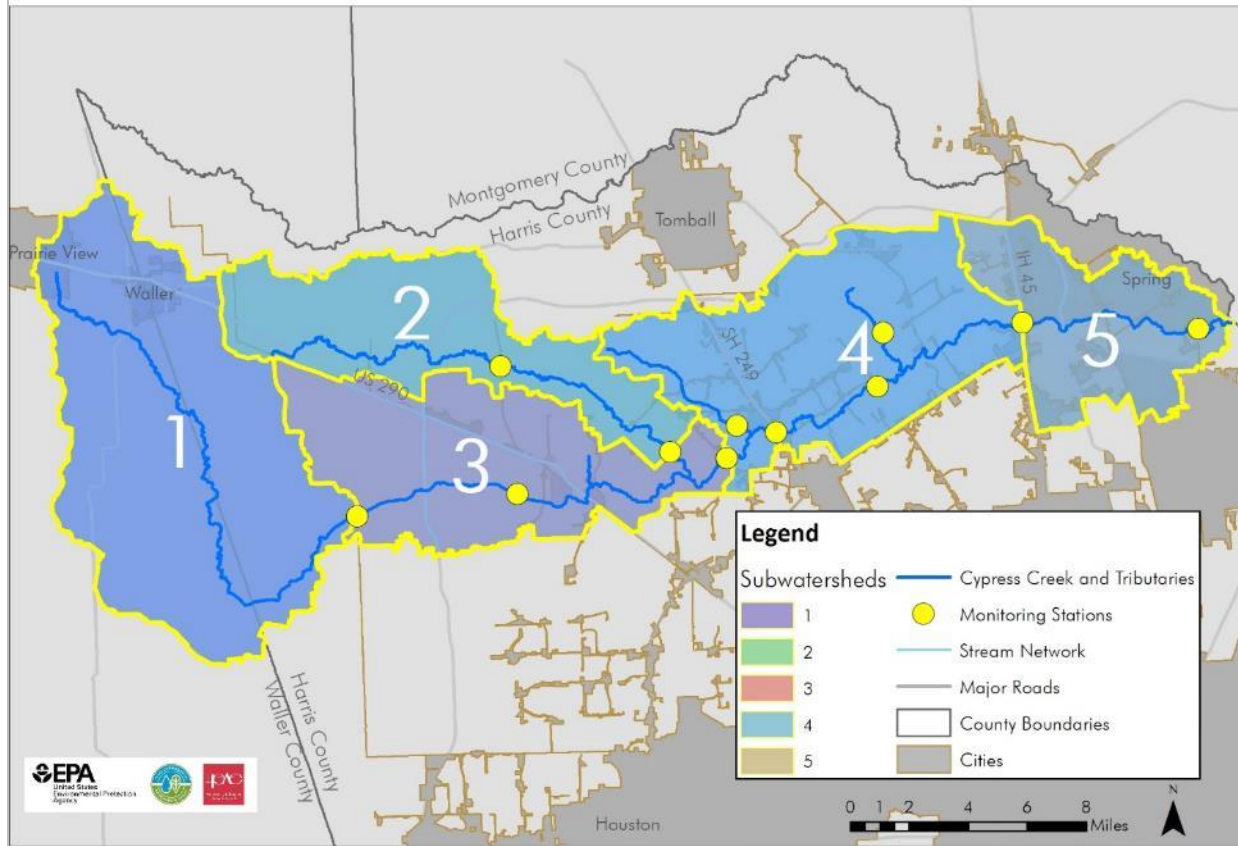 Montgomery County
Harris County
Tomball
Prairie View
Waller
IH 45
Spring
2
SH 249
4
5
US 290
1
3
Harris County
Waller County
Houston
Legend
Subwatersheds
1
2
3
4
5
Cypress Creek and Tributaries
Monitoring Stations
Stream Network
Major Roads
County Boundaries
Cities
EPA
United States
Environmental Protection
Agency
0 1 2 4 6 8
Miles
N